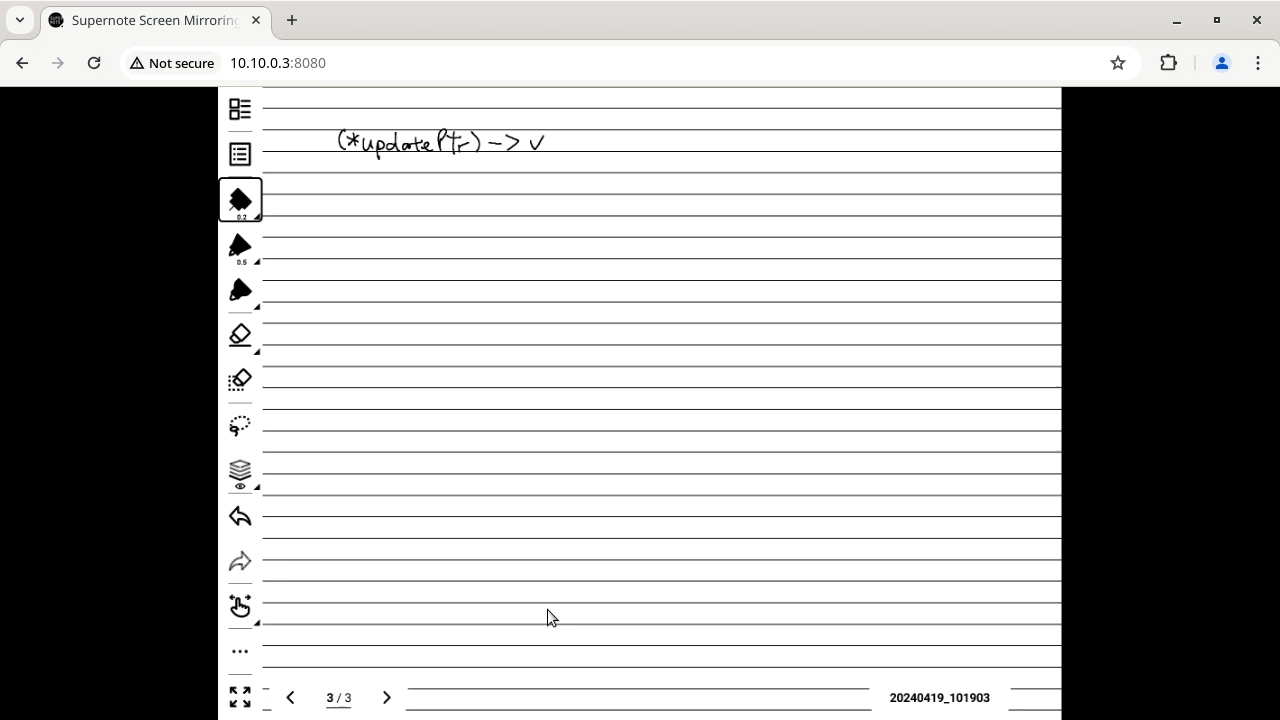 Supernote Screen Mirroring
Not secure
10.10.0.3:8080
(*updatePtr) -> v
0.2
0.5
3 / 3
20240419_101903